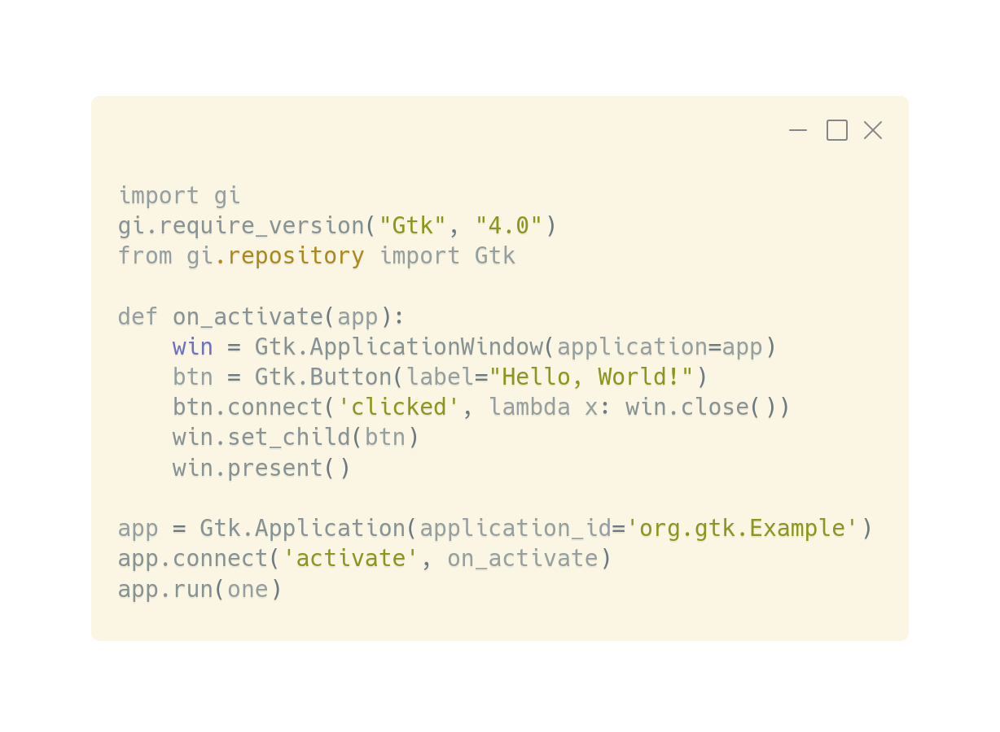 import gi
gi.require_version("Gtk", "4.0")
from gi.repository import Gtk

def on_activate(app):
    win = Gtk.ApplicationWindow(application=app)
    btn = Gtk.Button(label="Hello, World!")
    btn.connect('clicked', lambda x: win.close())
    win.set_child(btn)
    win.present()

app = Gtk.Application(application_id='org.gtk.Example')
app.connect('activate', on_activate)
app.run(one)